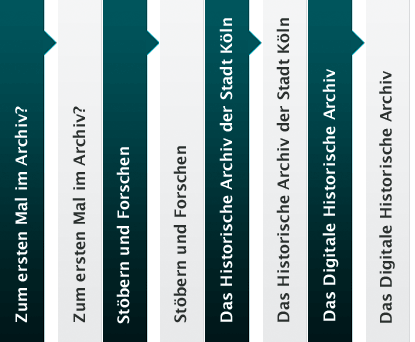 Zum ersten Mal im Archiv?
Zum ersten Mal im Archiv?
Stöbern und Forschen
Stöbern und Forschen
Das Historische Archiv der Stadt Köln
Das Historische Archiv der Stadt Köln
Das Digitale Historische Archiv
Das Digitale Historische Archiv